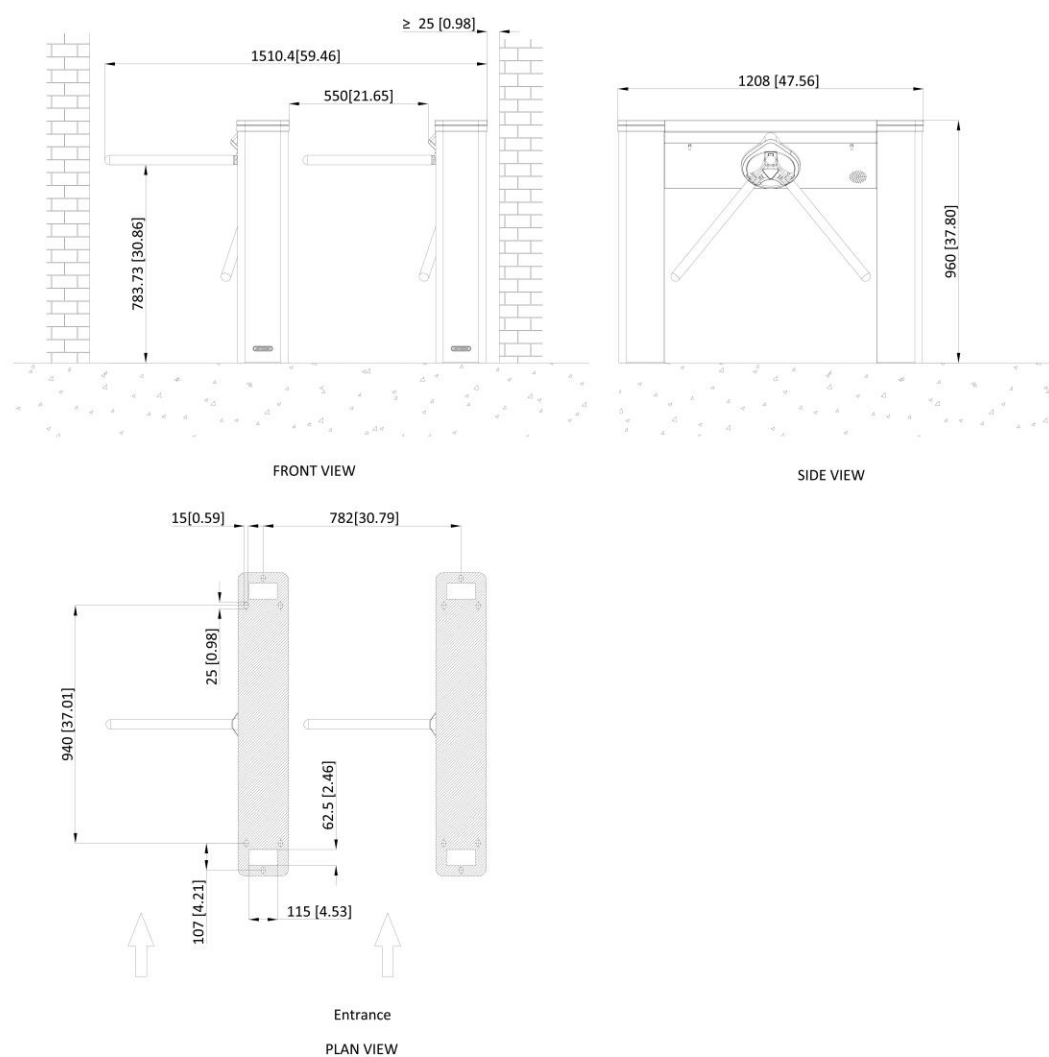 ≥ 25 [0.98]
1510.4[59.46]
550[21.65]
783.73 [30.86]
FRONT VIEW
1208 [47.56]
960 [37.80]
SIDE VIEW
15[0.59]
782[30.79]
25 [0.98]
940 [37.01]
62.5 [2.46]
107 [4.21]
115 [4.53]
Entrance
PLAN VIEW